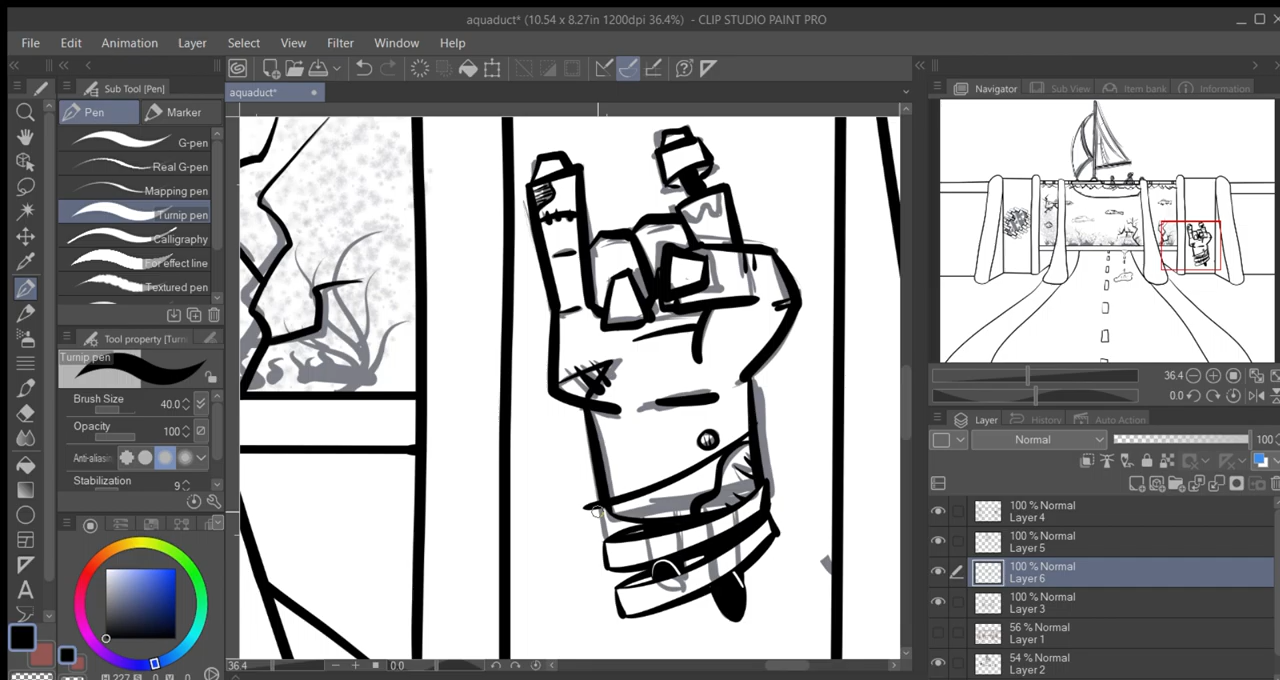 aquaduct* (10.54 x 8.27in 1200dpi 36.4%)  - CLIP STUDIO PAINT PRO
File Edit Animation Layer Select View Filter Window Help
Sub Tool [Pen]
aquaduct*
Navigator Sub View Item bank Information
Pen Marker
G-pen
Real G-pen
Mapping pen
Turnip pen
Calligraphy
For effect line
Textured pen
Tool property [Turni
Turnip pen
Brush Size 40.0
Opacity 100
Anti-aliasin
Stabilization 9
36.4
0.0
Layer History Auto Action
Normal 100
100 % Normal
Layer 4
100 % Normal
Layer 5
100 % Normal
Layer 6
100 % Normal
Layer 3
56 % Normal
Layer 1
54 % Normal
Layer 2
36.4 0.0
H 227 S 0 V 0